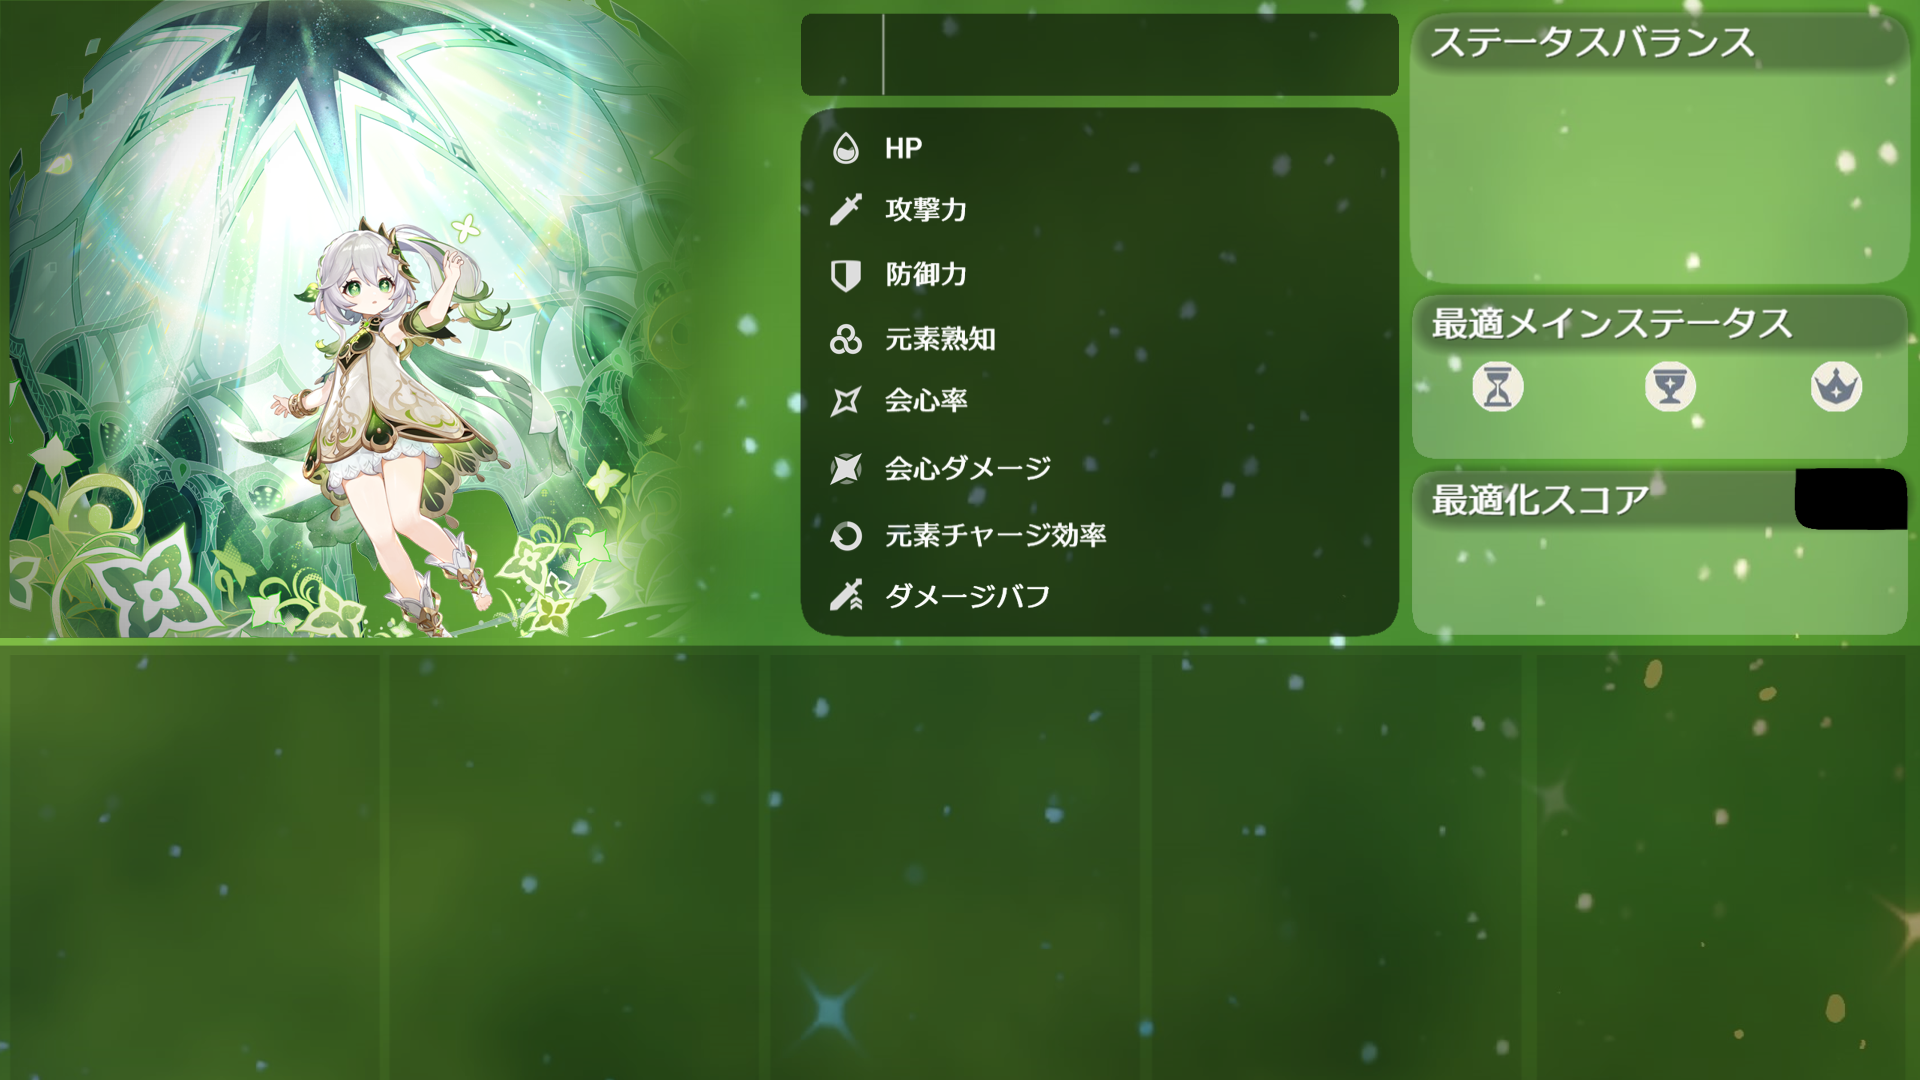 HP
攻撃力
防御力
元素熟知
会心率
会心ダメージ
元素チャージ効率
ダメージバフ
ステータスバランス
最適メインステータス
最適化スコア